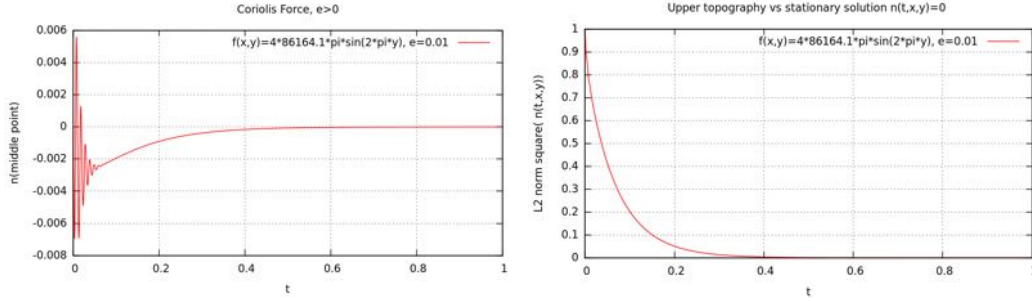 Coriolis Force, e>0
f(x,y)=4*86164.1*pi*sin(2*pi*y), e=0.01
n(middle point)
0.006
0.004
0.002
0
-0.002
-0.004
-0.006
-0.008
0 0.2 0.4 0.6 0.8 1
t
Upper topography vs stationary solution n(t,x,y)=0
f(x,y)=4*86164.1*pi*sin(2*pi*y), e=0.01
L2 norm square( n(t,x,y))
1
0.9
0.8
0.7
0.6
0.5
0.4
0.3
0.2
0.1
0
0 0.2 0.4 0.6 0.8 1
t